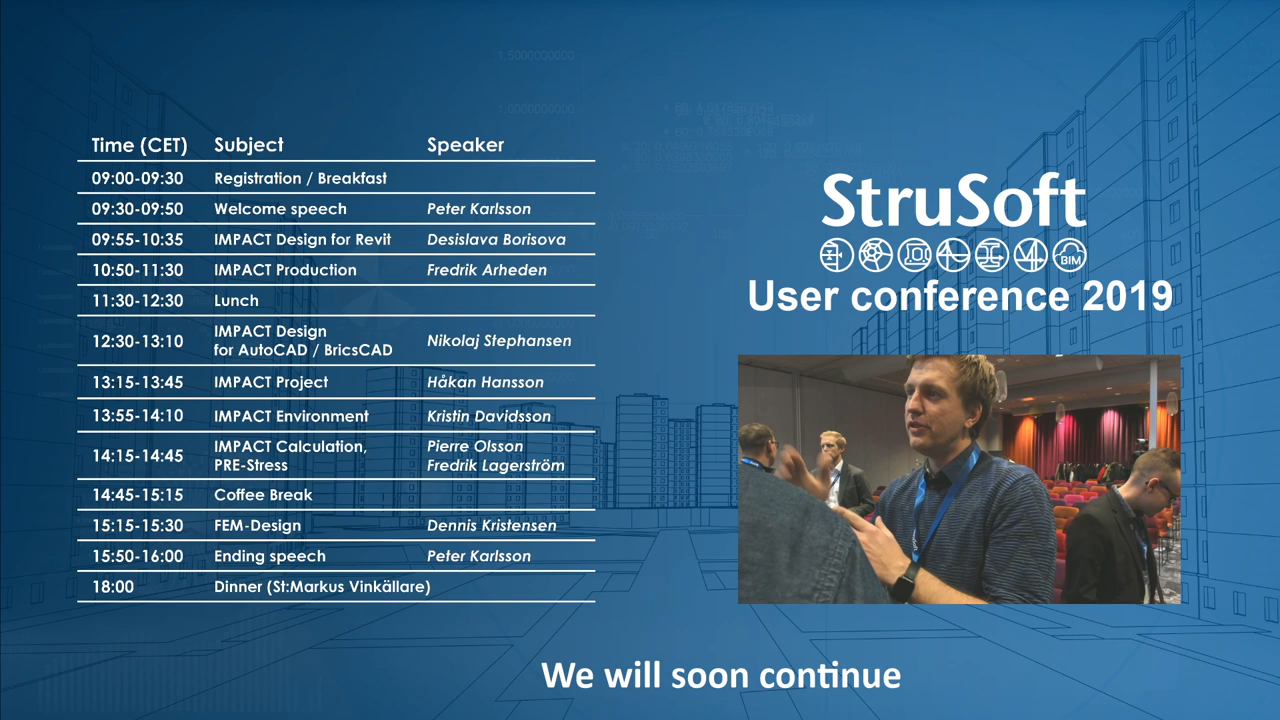 Time (CET) Subject Speaker
09:00-09:30 Registration / Breakfast
09:30-09:50 Welcome speech Peter Karlsson
09:55-10:35 IMPACT Design for Revit Desislava Borisova
10:50-11:30 IMPACT Production Fredrik Arheden
11:30-12:30 Lunch
12:30-13:10 IMPACT Design
for AutoCAD / BricsCAD Nikolaj Stephansen
13:15-13:45 IMPACT Project Håkan Hansson
13:55-14:10 IMPACT Environment Kristin Davidsson
14:15-14:45 IMPACT Calculation, Pierre Olsson
PRE-Stress Fredrik Lagerström
14:45-15:15 Coffee Break
15:15-15:30 FEM-Design Dennis Kristensen
15:50-16:00 Ending speech Peter Karlsson
18:00 Dinner (St:Markus Vinkällare)
StruSoft
BIM
User conference 2019
We will soon continue
1,5000000000
1,0000000000